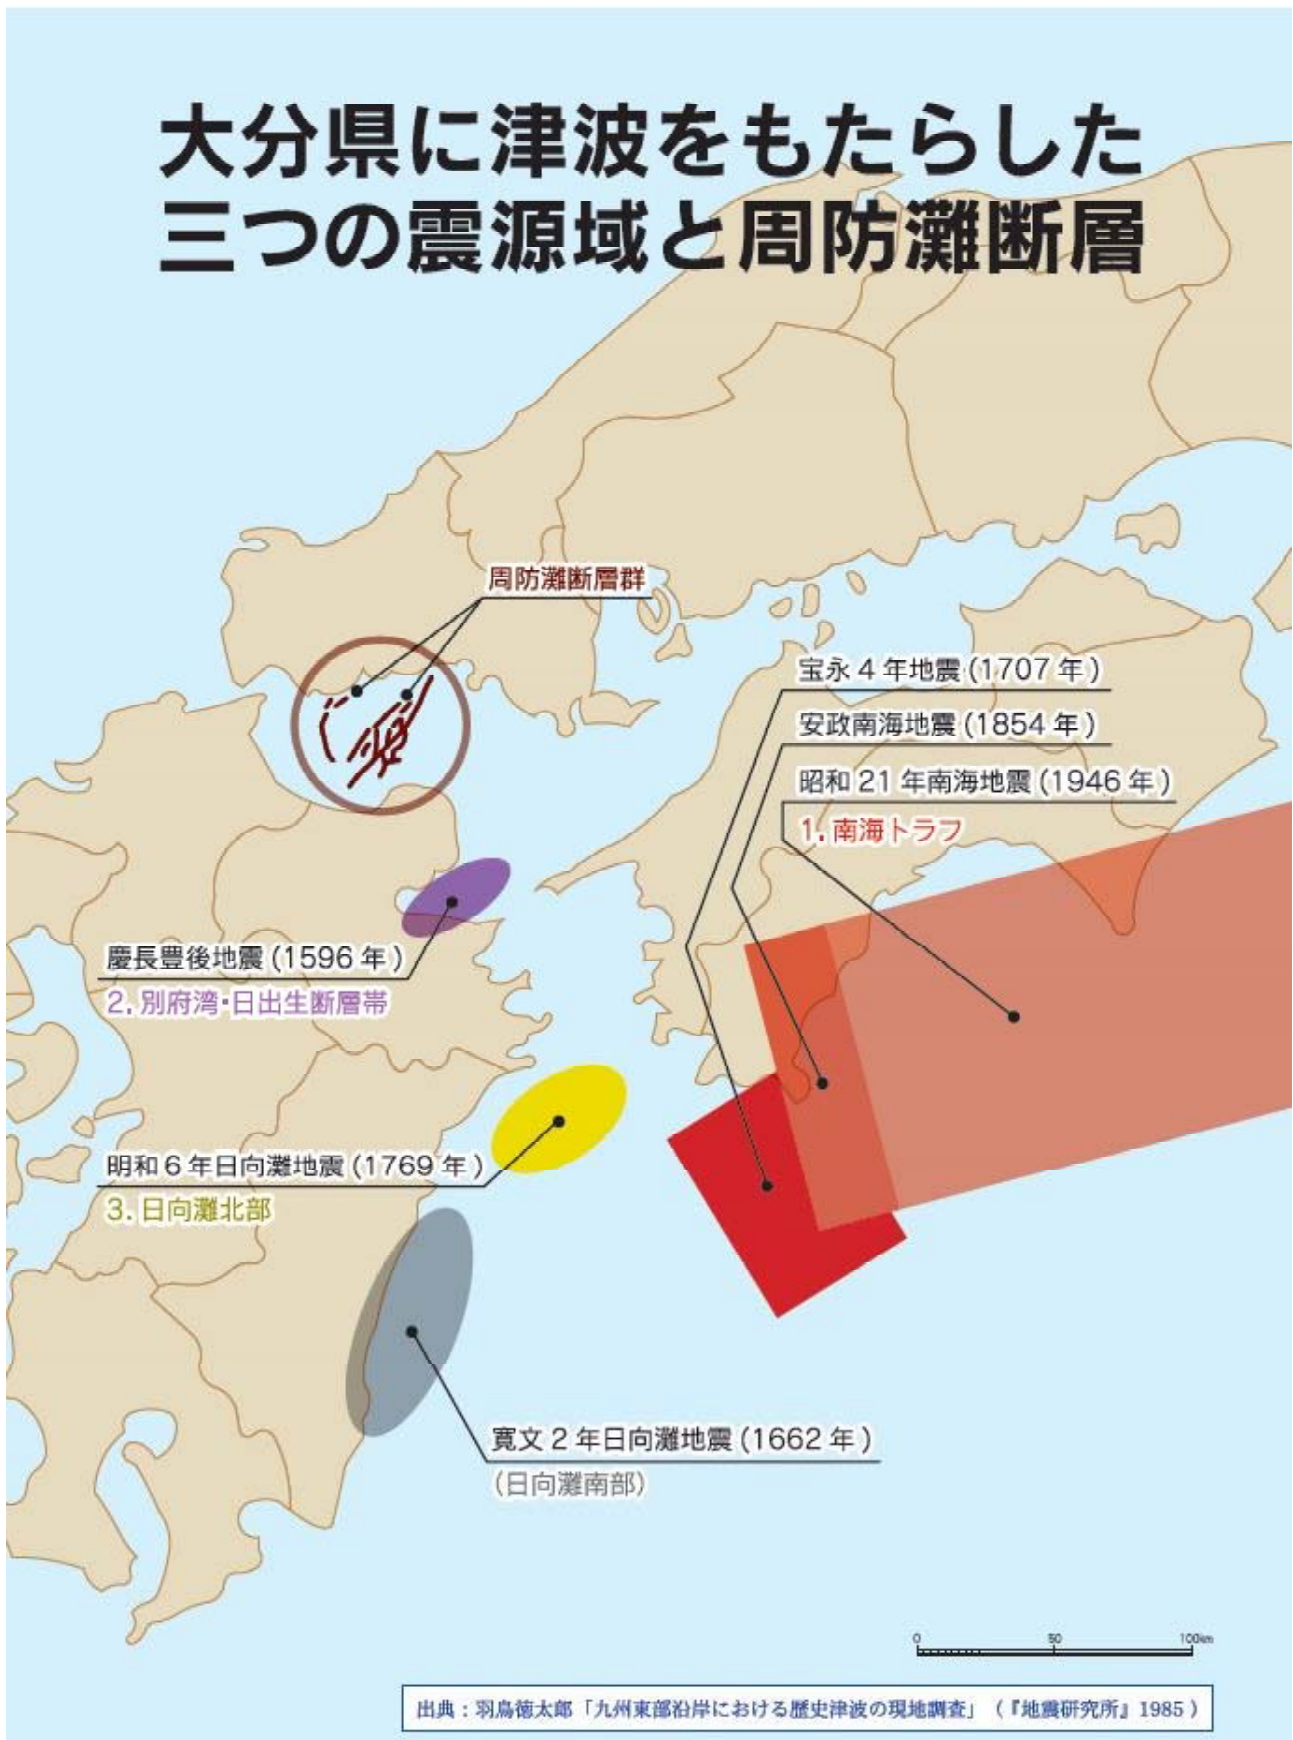 大分県に津波をもたらした
三つの震源域と周防灘断層
周防灘断層群
宝永4年地震(1707年)
安政南海地震(1854年)
昭和21年南海地震(1946年)
1. 南海トラフ
慶長豊後地震(1596年)
2. 別府湾・日出生断層帯
明和6年日向灘地震(1769年)
3. 日向灘北部
寛文2年日向灘地震(1662年)
(日向灘南部)
0 50 100km
出典：羽鳥徳太郎「九州東部沿岸における歴史津波の現地調査」(『地震研究所』1985)